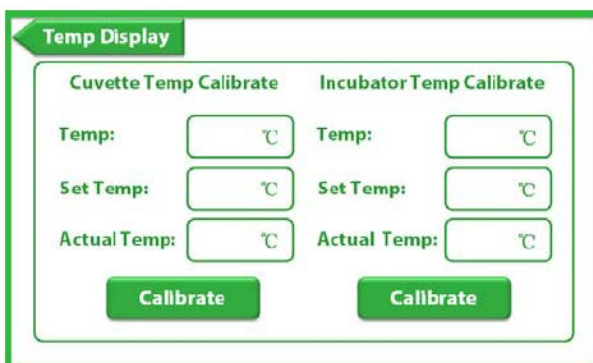 Temp Display
Cuvette Temp Calibrate Incubator Temp Calibrate
Temp: ℃ Temp: ℃
Set Temp: ℃ Set Temp: ℃
Actual Temp: ℃ Actual Temp: ℃
Calibrate Calibrate